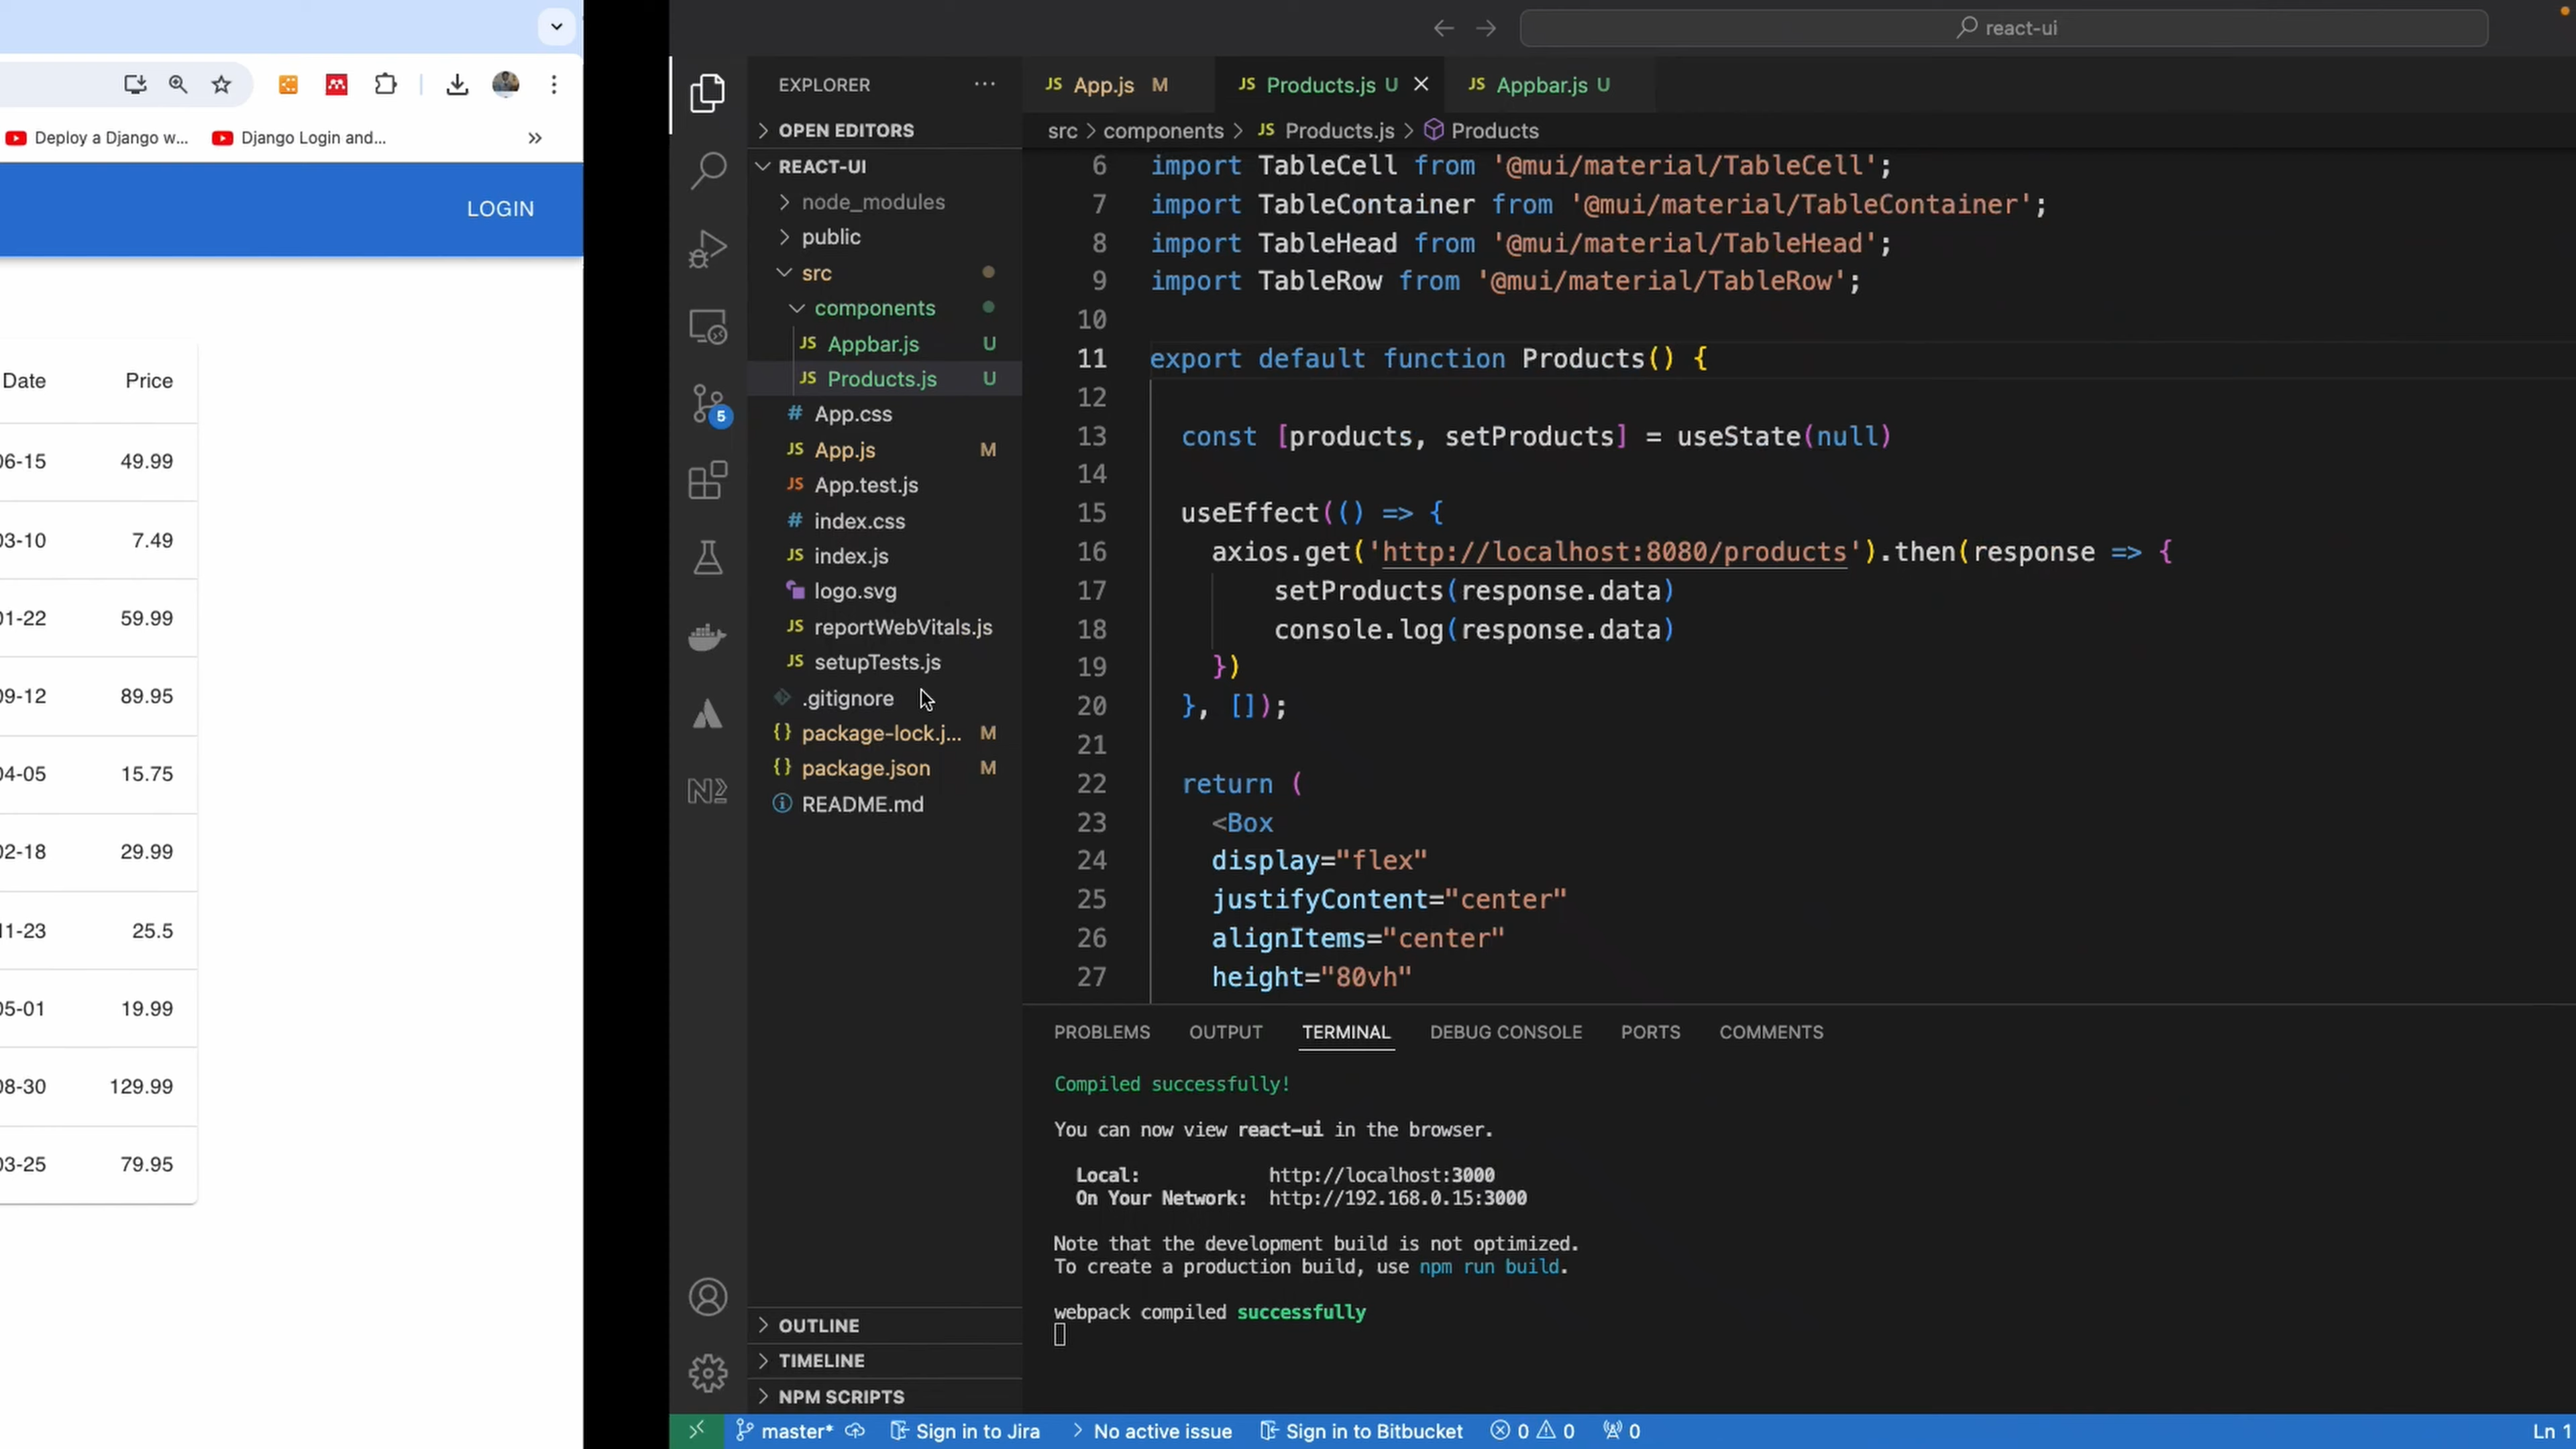 Deploy a Django w...
Django Login and...
»
LOGIN
Date Price
06-15 49.99
03-10 7.49
01-22 59.99
09-12 89.95
04-05 15.75
02-18 29.99
11-23 25.5
05-01 19.99
08-30 129.99
03-25 79.95
react-ui
EXPLORER
OPEN EDITORS
REACT-UI
node_modules
public
src
components
JS Appbar.js U
JS Products.js U
# App.css
JS App.js M
JS App.test.js
# index.css
JS index.js
logo.svg
JS reportWebVitals.js
JS setupTests.js
.gitignore
{} package-lock.j... M
{} package.json M
README.md
5
OUTLINE
TIMELINE
NPM SCRIPTS
JS App.js M
JS Products.js U
JS Appbar.js U
src > components > JS Products.js > Products
6 import TableCell from '@mui/material/TableCell';
7 import TableContainer from '@mui/material/TableContainer';
8 import TableHead from '@mui/material/TableHead';
9 import TableRow from '@mui/material/TableRow';
10
11 export default function Products() {
12
13 const [products, setProducts] = useState(null)
14
15 useEffect(() => {
16 axios.get('http://localhost:8080/products').then(response => {
17 setProducts(response.data)
18 console.log(response.data)
19 })
20 }, []);
21
22 return (
23 <Box
24 display="flex"
25 justifyContent="center"
26 alignItems="center"
27 height="80vh"
PROBLEMS OUTPUT TERMINAL DEBUG CONSOLE PORTS COMMENTS
Compiled successfully!
You can now view react-ui in the browser.
Local: http://localhost:3000
On Your Network: http://192.168.0.15:3000
Note that the development build is not optimized.
To create a production build, use npm run build.
webpack compiled successfully
master* Sign in to Jira > No active issue Sign in to Bitbucket 0 0 0 Ln 1